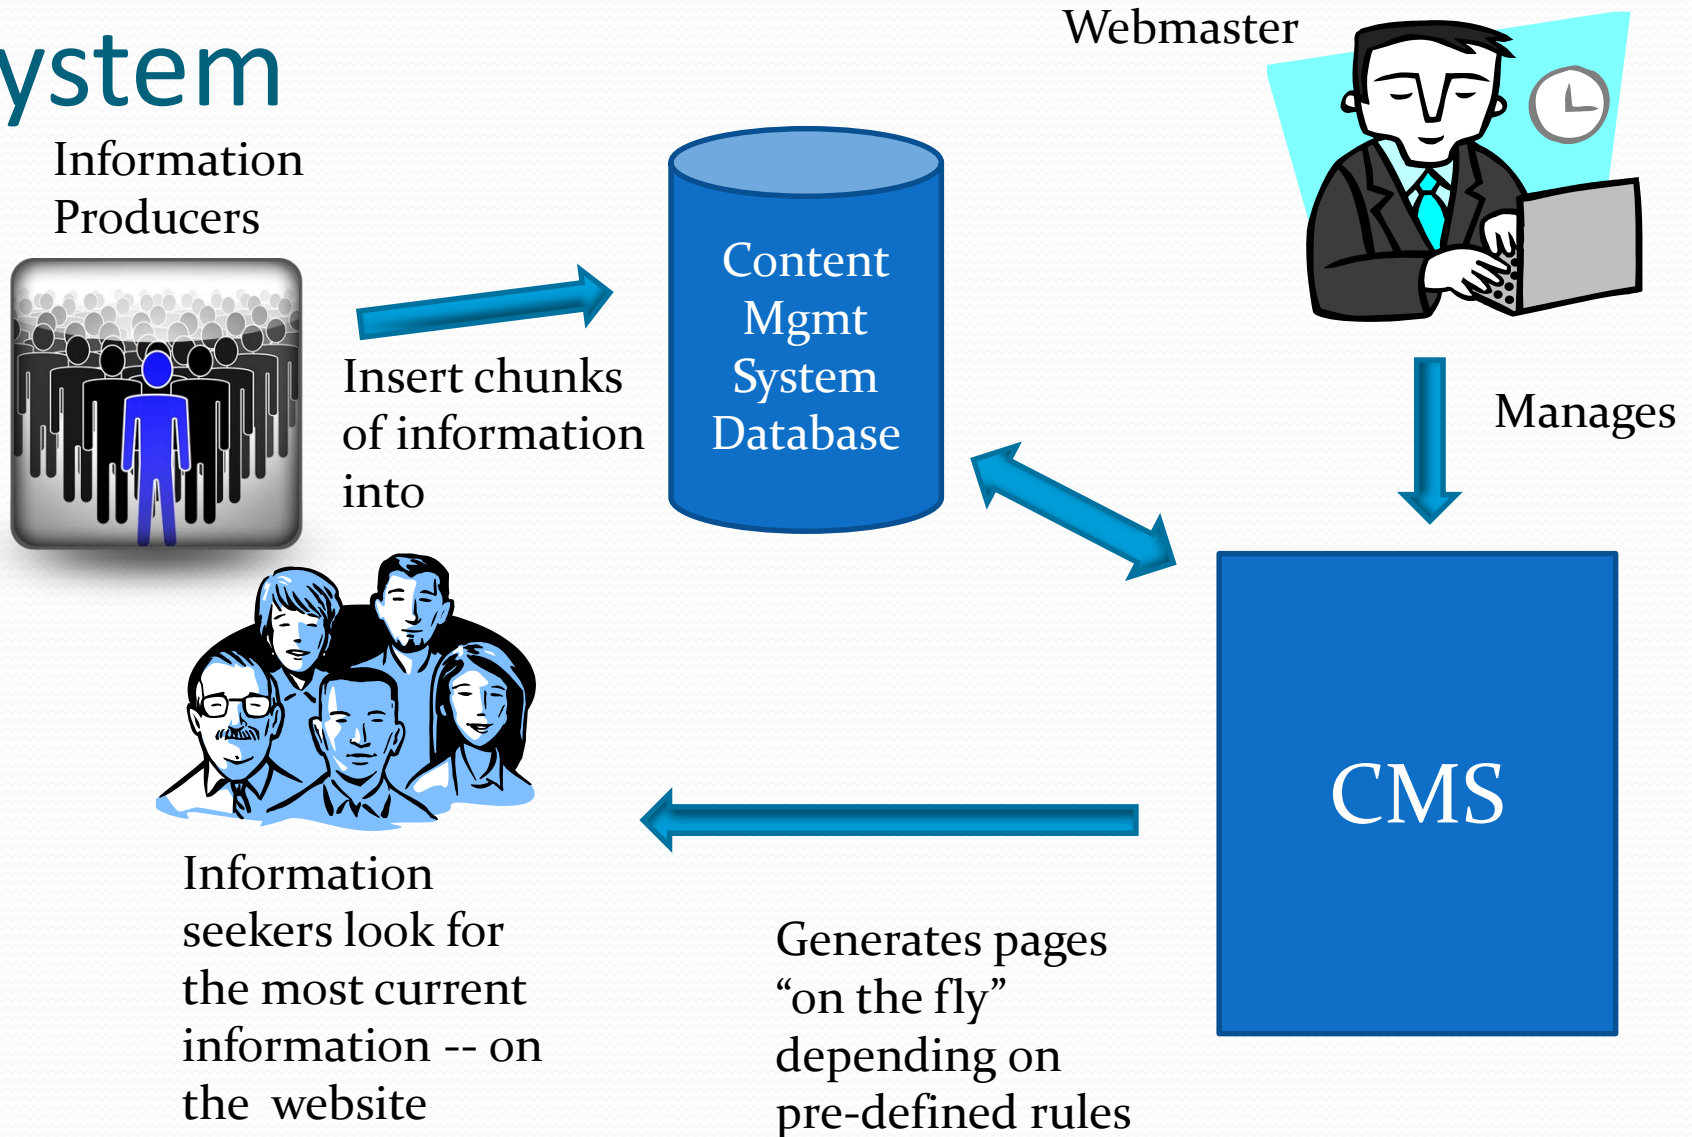 ystem
Webmaster
Information
Producers
Content
Mgmt
System
Database
Insert chunks
of information
into
Manages
CMS
Information
seekers look for
the most current
information -- on
the website
Generates pages
“on the fly”
depending on
pre-defined rules